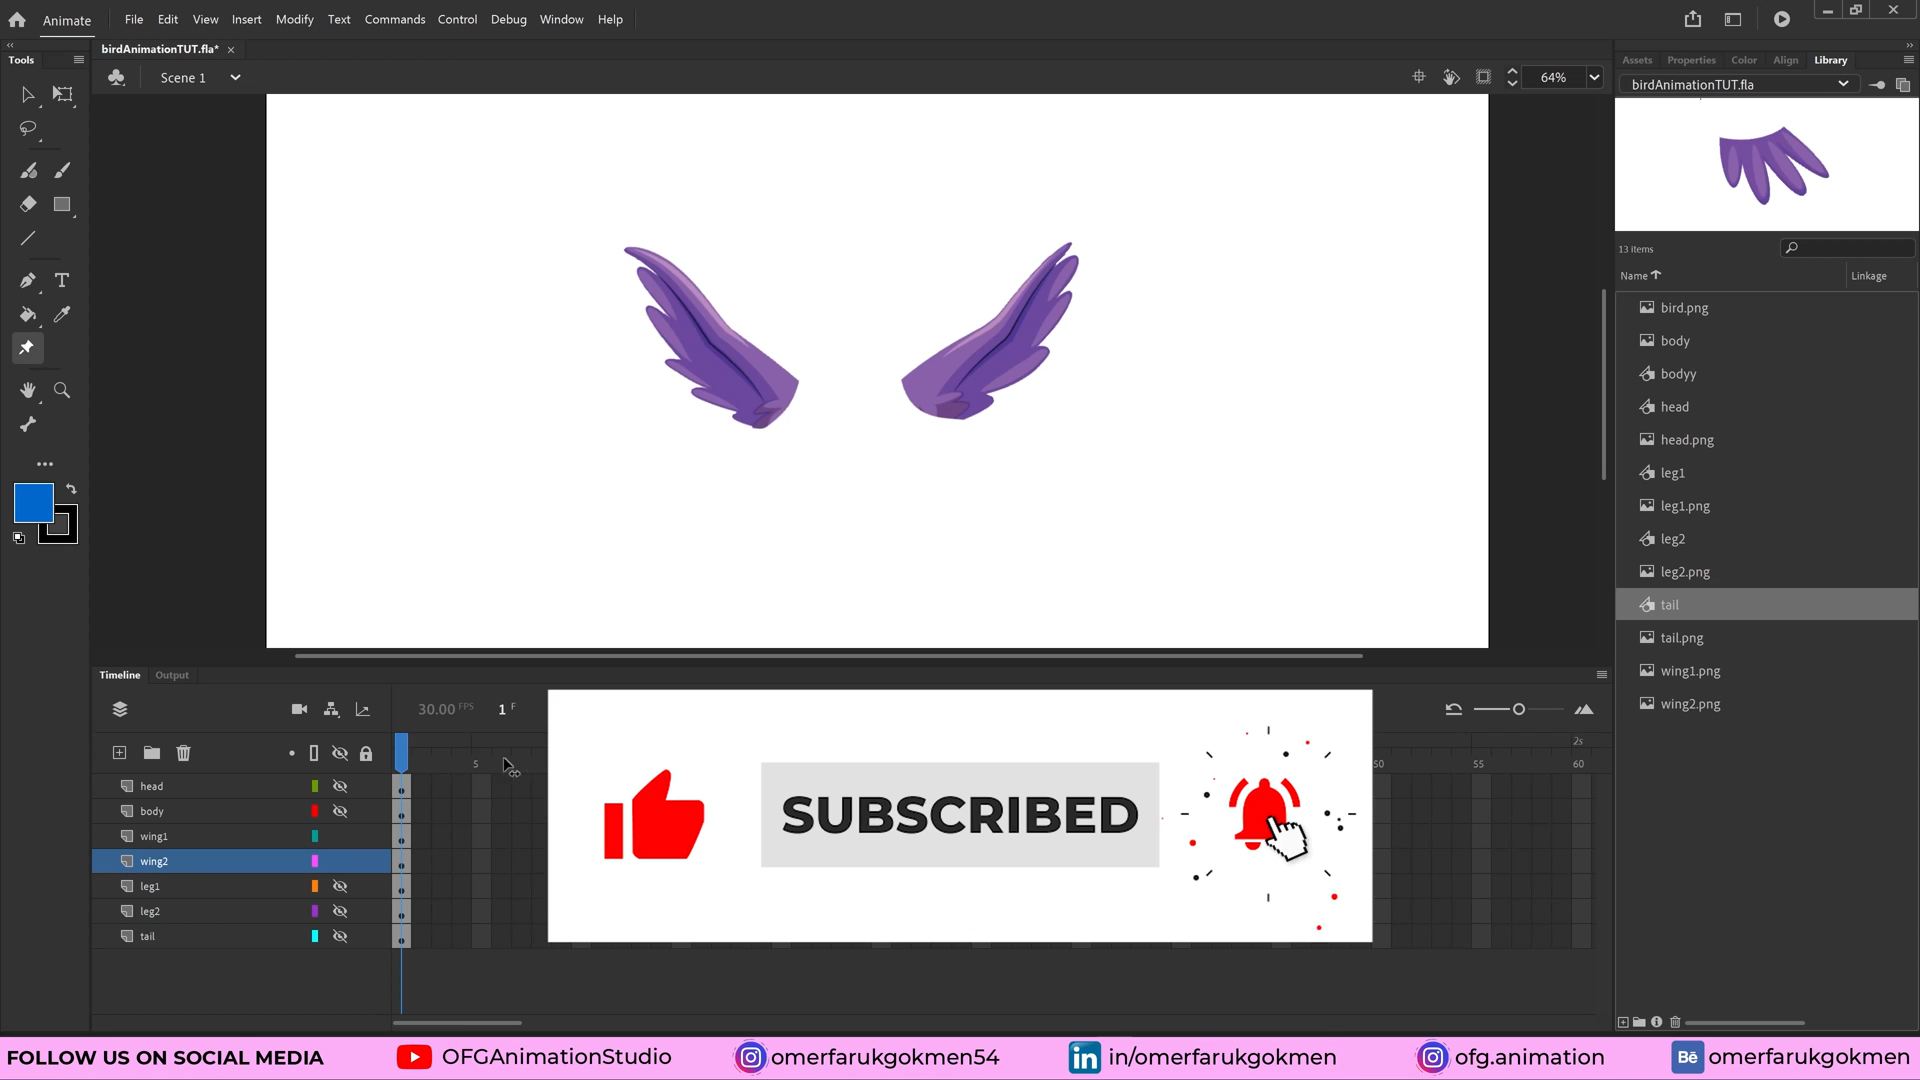 Animate
File
Edit
View
Insert
Modify
Text
Commands
Control
Debug
Window
Help
birdAnimationTUT.fla*
Tools
Scene 1
64%
Assets
Properties
Color
Align
Library
birdAnimationTUT.fla
13 items
Name
Linkage
bird.png
body
bodyy
head
head.png
leg1
leg1.png
leg2
leg2.png
tail
tail.png
wing1.png
wing2.png
Timeline
Output
30.00 FPS
1 F
5
2s
50
55
60
head
body
wing1
wing2
leg1
leg2
tail
SUBSCRIBED
FOLLOW US ON SOCIAL MEDIA
OFGAnimationStudio
omerfarukgokmen54
in/omerfarukgokmen
ofg.animation
Bē omerfarukgokmen